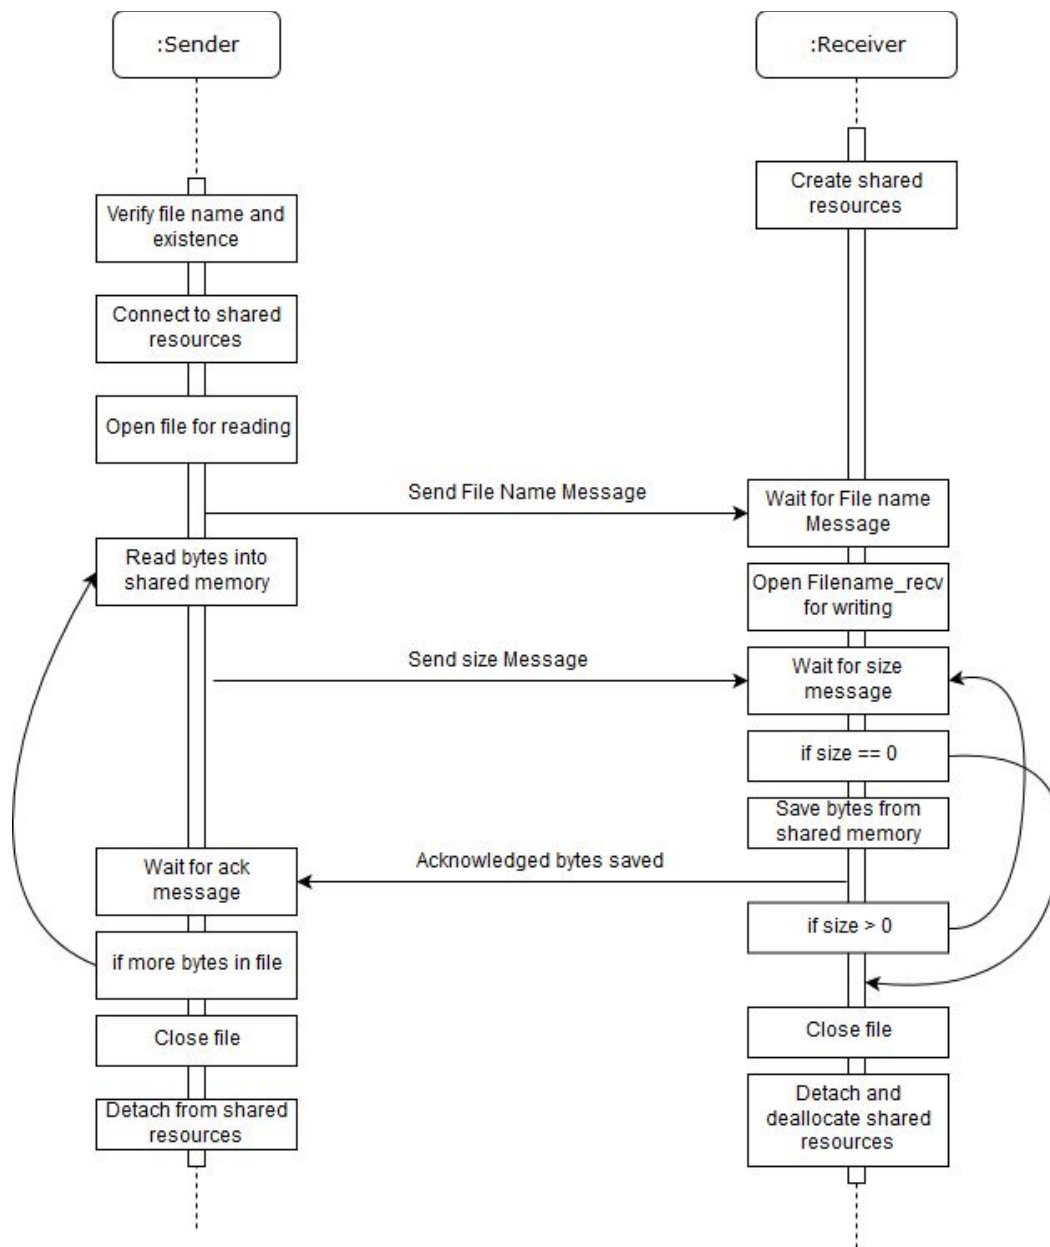 :Sender
:Receiver
Create shared
resources
Verify file name and
existence
Connect to shared
resources
Open file for reading
Send File Name Message
Wait for File name
Message
Read bytes into
shared memory
Open Filename_recv
for writing
Send size Message
Wait for size
message
if size == 0
Save bytes from
shared memory
Wait for ack
message
Acknowledged bytes saved
if size > 0
if more bytes in file
Close file
Close file
Detach from shared
resources
Detach and
deallocate shared
resources